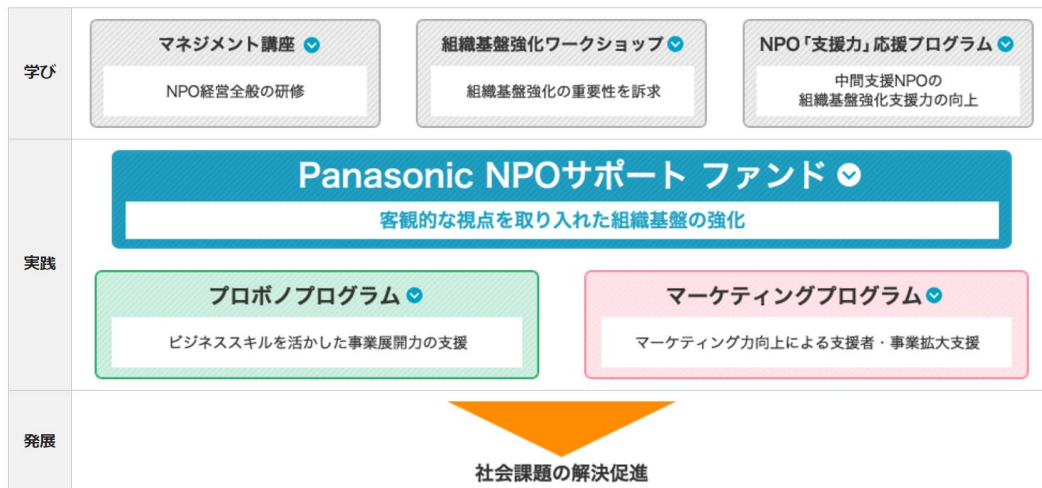 学び
マネジメント講座
NPO経営全般の研修
組織基盤強化ワークショップ
組織基盤強化の重要性を訴求
NPO「支援力」応援プログラム
中間支援NPOの
組織基盤強化支援力の向上
実践
Panasonic NPOサポート ファンド
客観的な視点を取り入れた組織基盤の強化
プロボノプログラム
ビジネススキルを活かした事業展開力の支援
マーケティングプログラム
マーケティング力向上による支援者・事業拡大支援
発展
社会課題の解決促進